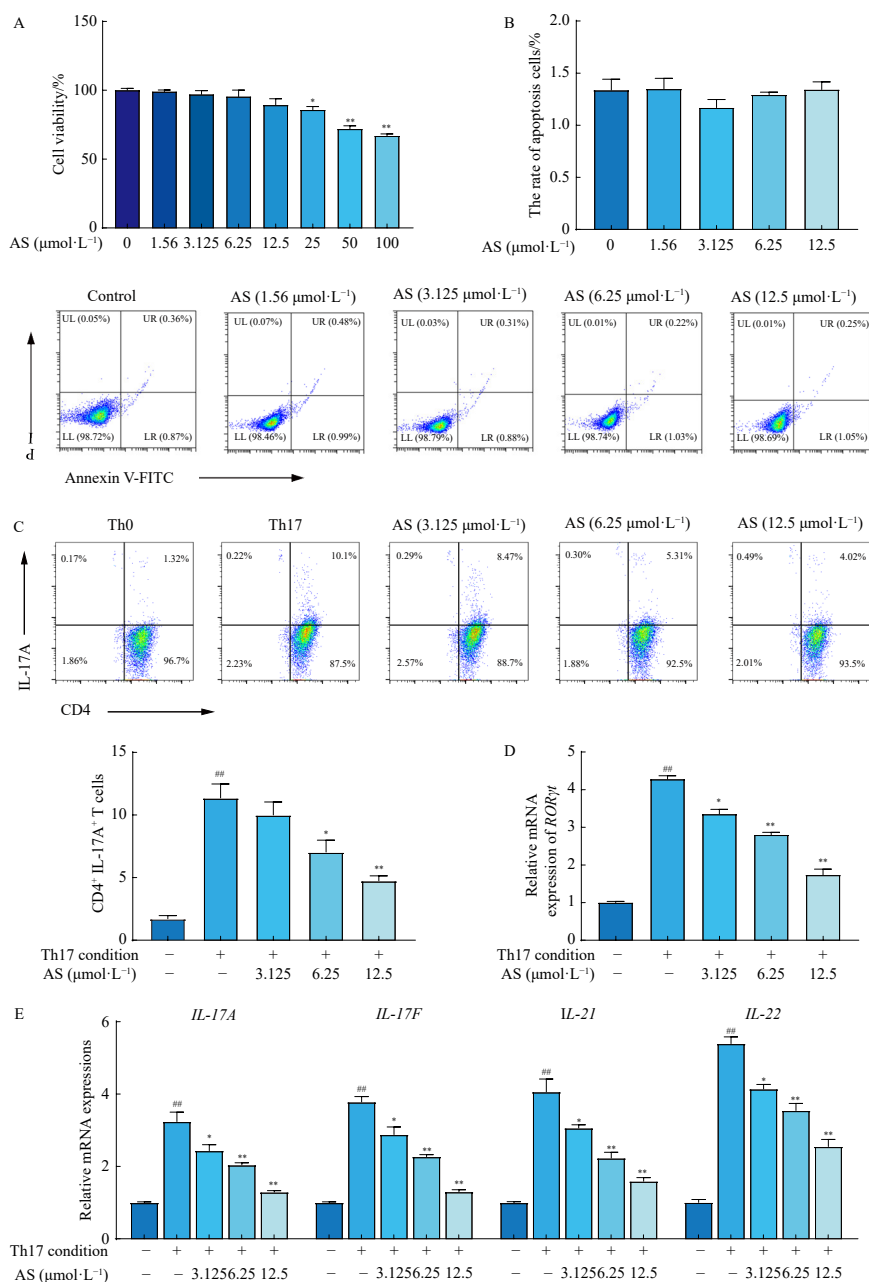 A
Cell viability/%
150
100
50
0
*
**
**
AS (μmol·L⁻¹) 0 1.56 3.125 6.25 12.5 25 50 100
B
The rate of apoptosis cells/%
2.0
1.5
1.0
0.5
0
0 1.56 3.125 6.25 12.5
AS (μmol·L⁻¹)
Control AS (1.56 μmol·L⁻¹) AS (3.125 μmol·L⁻¹) AS (6.25 μmol·L⁻¹) AS (12.5 μmol·L⁻¹)
UL (0.05%) UR (0.36%) UL (0.07%) UR (0.48%) UL (0.03%) UR (0.31%) UL (0.01%) UR (0.22%) UL (0.01%) UR (0.25%)
LL (98.72%) LR (0.87%) LL (98.46%) LR (0.99%) LL (98.79%) LR (0.88%) LL (98.74%) LR (1.03%) LL (98.69%) LR (1.05%)
PI
Annexin V-FITC
C
Th0 Th17 AS (3.125 μmol·L⁻¹) AS (6.25 μmol·L⁻¹) AS (12.5 μmol·L⁻¹)
0.17% 1.32% 0.22% 10.1% 0.29% 8.47% 0.30% 5.31% 0.49% 4.02%
1.86% 96.7% 2.23% 87.5% 2.57% 88.7% 1.88% 92.5% 2.01% 93.5%
IL-17A
CD4
CD4⁺ IL-17A⁺ T cells
15
10
5
0
##
*
**
Th17 condition − + + + +
AS (μmol·L⁻¹) − − 3.125 6.25 12.5
D
Relative mRNA
expression of RORγt
5
4
3
2
1
0
##
*
**
**
Th17 condition − + + + +
AS (μmol·L⁻¹) − − 3.125 6.25 12.5
E
IL-17A IL-17F IL-21 IL-22
Relative mRNA expressions
6
4
2
0
## * ** ** ## * ** ** ## * ** ** ## * ** **
Th17 condition − + + + + − + + + + − + + + + − + + + +
AS (μmol·L⁻¹) − − 3.125 6.25 12.5 − − 3.125 6.25 12.5 − − 3.125 6.25 12.5 − − 3.125 6.25 12.5